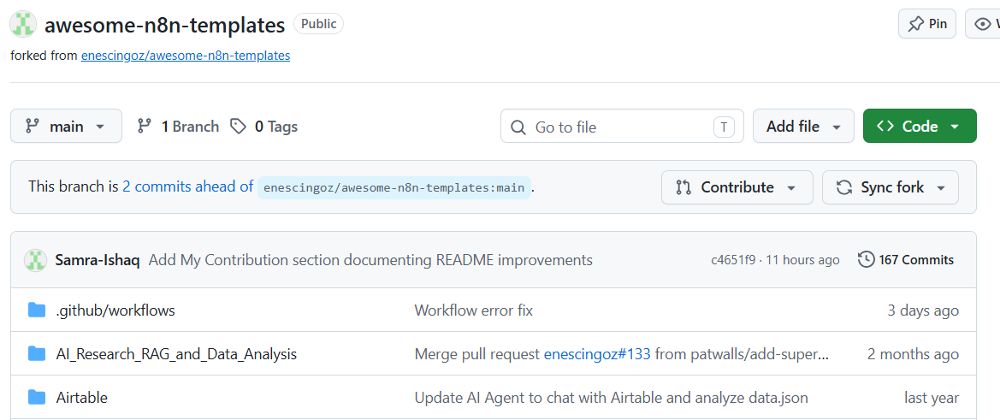 awesome-n8n-templates Public Pin
forked from enescingoz/awesome-n8n-templates
main 1 Branch 0 Tags Go to file T Add file Code
This branch is 2 commits ahead of enescingoz/awesome-n8n-templates:main . Contribute Sync fork
Samra-Ishaq Add My Contribution section documenting README improvements c4651f9 · 11 hours ago 167 Commits
.github/workflows Workflow error fix 3 days ago
AI_Research_RAG_and_Data_Analysis Merge pull request enescingoz#133 from patwalls/add-super... 2 months ago
Airtable Update AI Agent to chat with Airtable and analyze data.json last year